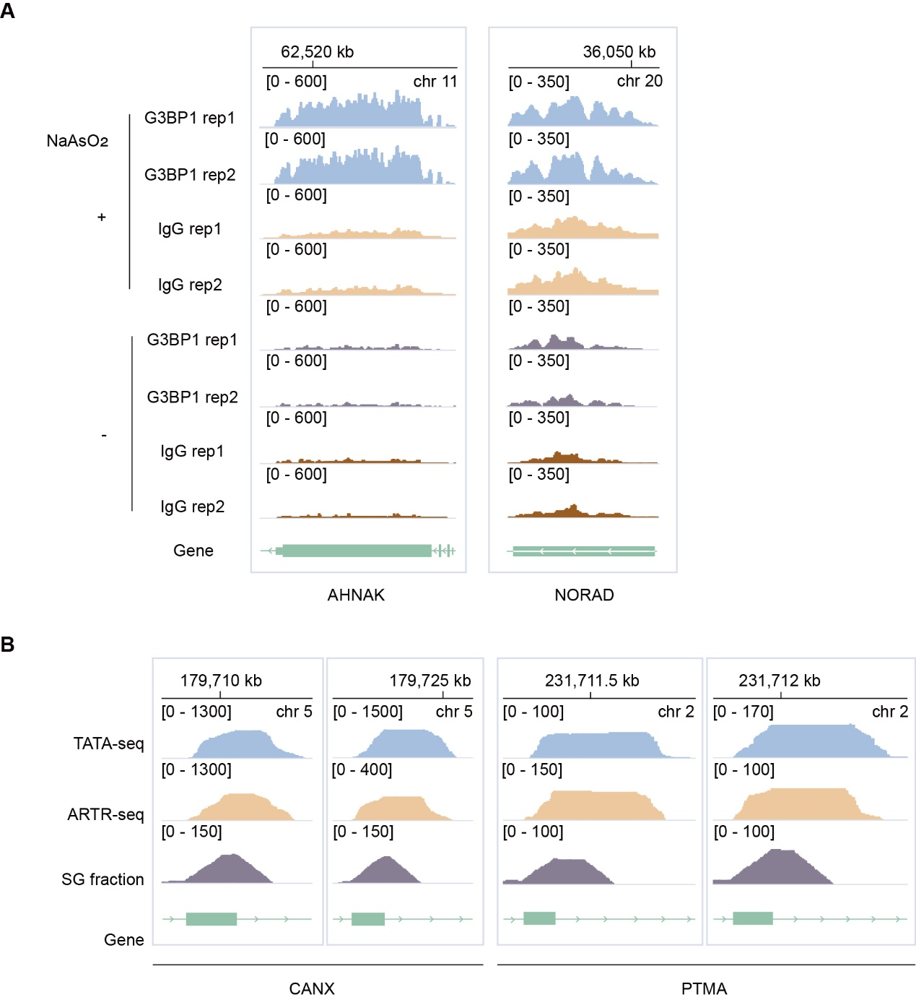 A
62,520 kb
36,050 kb
[0 - 600] chr 11
[0 - 350] chr 20
G3BP1 rep1
NaAsO2
[0 - 600]
[0 - 350]
G3BP1 rep2
[0 - 600]
[0 - 350]
+
IgG rep1
[0 - 600]
[0 - 350]
IgG rep2
[0 - 600]
[0 - 350]
G3BP1 rep1
[0 - 600]
[0 - 350]
G3BP1 rep2
[0 - 600]
[0 - 350]
-
IgG rep1
[0 - 600]
[0 - 350]
IgG rep2
Gene
AHNAK
NORAD
B
179,710 kb
179,725 kb
231,711.5 kb
231,712 kb
[0 - 1300] chr 5
[0 - 1500] chr 5
[0 - 100] chr 2
[0 - 170] chr 2
TATA-seq
[0 - 1300]
[0 - 400]
[0 - 150]
[0 - 100]
ARTR-seq
[0 - 150]
[0 - 150]
[0 - 100]
[0 - 100]
SG fraction
Gene
CANX
PTMA